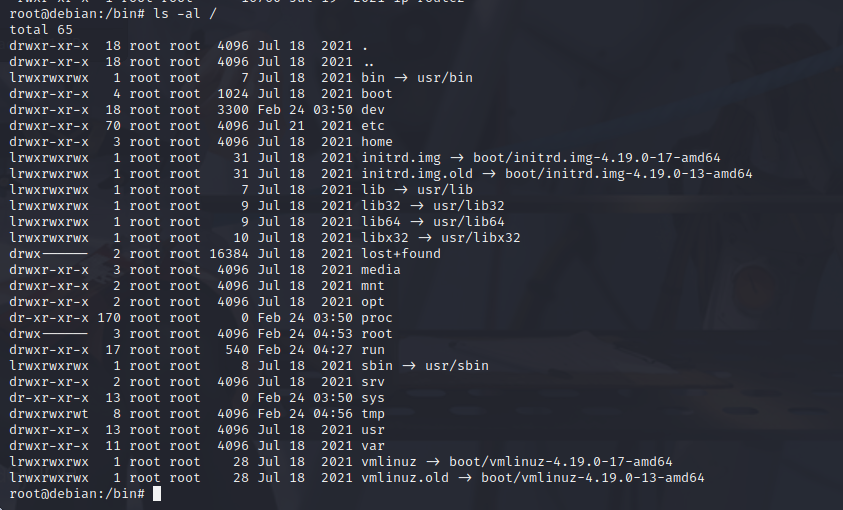 root@debian:/bin# ls -al /
total 65
drwxr-xr-x  18 root root  4096 Jul 18  2021 .
drwxr-xr-x  18 root root  4096 Jul 18  2021 ..
lrwxrwxrwx   1 root root     7 Jul 18  2021 bin -> usr/bin
drwxr-xr-x   4 root root  1024 Jul 18  2021 boot
drwxr-xr-x  18 root root  3300 Feb 24 03:50 dev
drwxr-xr-x  70 root root  4096 Jul 21  2021 etc
drwxr-xr-x   3 root root  4096 Jul 18  2021 home
lrwxrwxrwx   1 root root    31 Jul 18  2021 initrd.img -> boot/initrd.img-4.19.0-17-amd64
lrwxrwxrwx   1 root root    31 Jul 18  2021 initrd.img.old -> boot/initrd.img-4.19.0-13-amd64
lrwxrwxrwx   1 root root     7 Jul 18  2021 lib -> usr/lib
lrwxrwxrwx   1 root root     9 Jul 18  2021 lib32 -> usr/lib32
lrwxrwxrwx   1 root root     9 Jul 18  2021 lib64 -> usr/lib64
lrwxrwxrwx   1 root root    10 Jul 18  2021 libx32 -> usr/libx32
drwx------   2 root root 16384 Jul 18  2021 lost+found
drwxr-xr-x   3 root root  4096 Jul 18  2021 media
drwxr-xr-x   2 root root  4096 Jul 18  2021 mnt
drwxr-xr-x   2 root root  4096 Jul 18  2021 opt
dr-xr-xr-x 170 root root     0 Feb 24 03:50 proc
drwx------   3 root root  4096 Feb 24 04:53 root
drwxr-xr-x  17 root root   540 Feb 24 04:27 run
lrwxrwxrwx   1 root root     8 Jul 18  2021 sbin -> usr/sbin
drwxr-xr-x   2 root root  4096 Jul 18  2021 srv
dr-xr-xr-x  13 root root     0 Feb 24 03:50 sys
drwxrwxrwt   8 root root  4096 Feb 24 04:56 tmp
drwxr-xr-x  13 root root  4096 Jul 18  2021 usr
drwxr-xr-x  11 root root  4096 Jul 18  2021 var
lrwxrwxrwx   1 root root    28 Jul 18  2021 vmlinuz -> boot/vmlinuz-4.19.0-17-amd64
lrwxrwxrwx   1 root root    28 Jul 18  2021 vmlinuz.old -> boot/vmlinuz-4.19.0-13-amd64
root@debian:/bin#